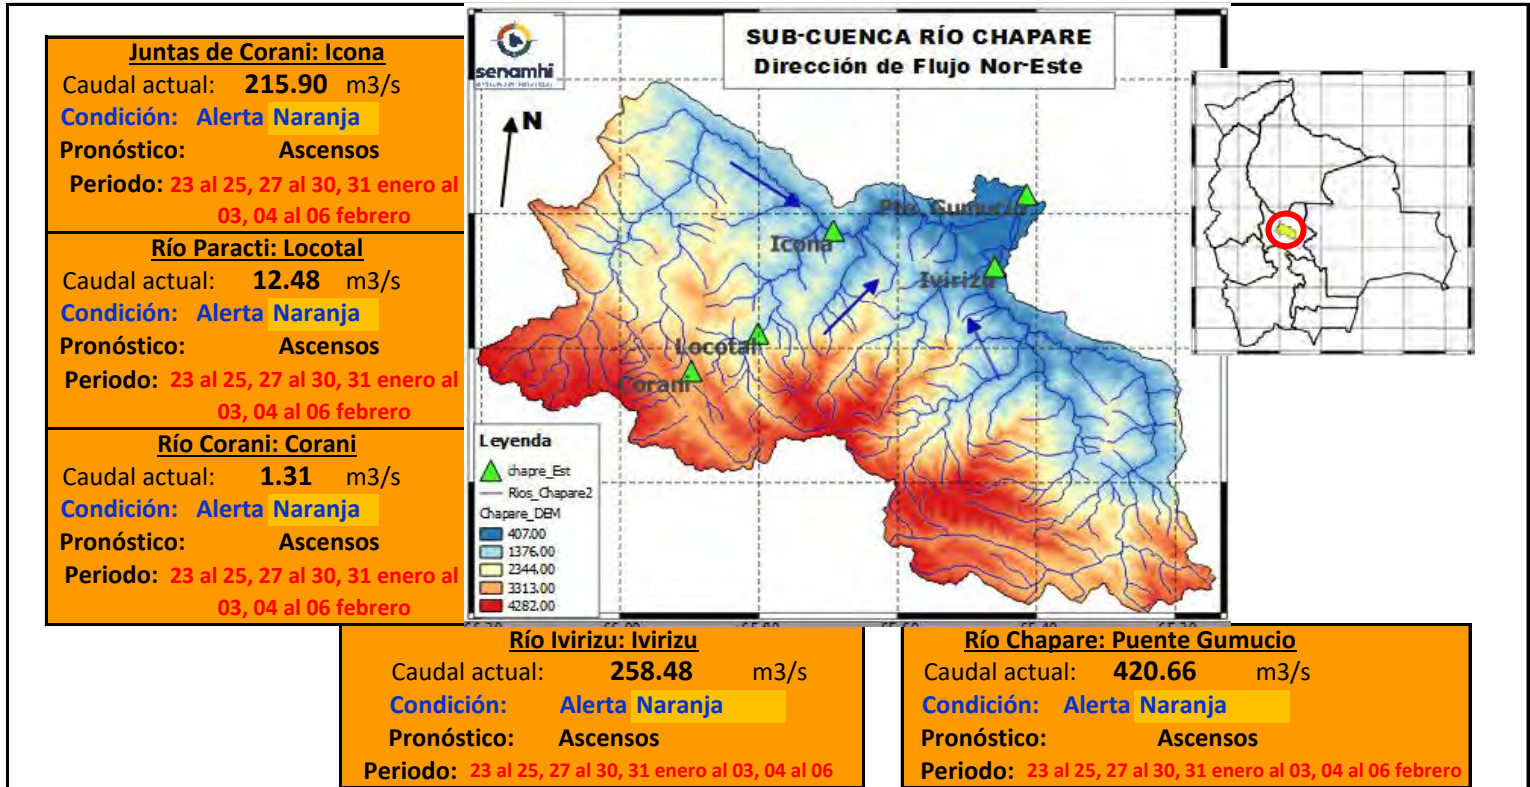 Juntas de Corani: Icona
Caudal actual: 215.90 m3/s
Condición: Alerta Naranja
Pronóstico: Ascensos
Periodo: 23 al 25, 27 al 30, 31 enero al
03, 04 al 06 febrero
Río Paracti: Locotal
Caudal actual: 12.48 m3/s
Condición: Alerta Naranja
Pronóstico: Ascensos
Periodo: 23 al 25, 27 al 30, 31 enero al
03, 04 al 06 febrero
Río Corani: Corani
Caudal actual: 1.31 m3/s
Condición: Alerta Naranja
Pronóstico: Ascensos
Periodo: 23 al 25, 27 al 30, 31 enero al
03, 04 al 06 febrero
senamhi
SUB-CUENCA RÍO CHAPARE
Dirección de Flujo Nor-Este
N
Pto. Gumucio
Icona
Ivirizu
Locotal
Corani
Leyenda
chapre_Est
Rios_Chapare2
Chapare_DEM
407.00
1376.00
2344.00
3313.00
4282.00
Río Ivirizu: Ivirizu
Caudal actual: 258.48 m3/s
Condición: Alerta Naranja
Pronóstico: Ascensos
Periodo: 23 al 25, 27 al 30, 31 enero al 03, 04 al 06
Río Chapare: Puente Gumucio
Caudal actual: 420.66 m3/s
Condición: Alerta Naranja
Pronóstico: Ascensos
Periodo: 23 al 25, 27 al 30, 31 enero al 03, 04 al 06 febrero